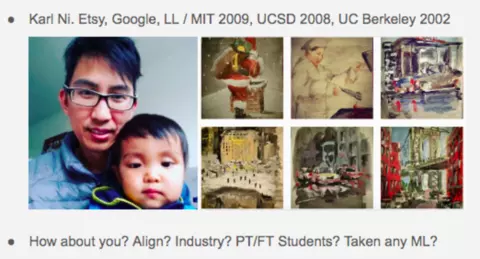 Karl Ni. Etsy, Google, LL / MIT 2009, UCSD 2008, UC Berkeley 2002
How about you? Align? Industry? PT/FT Students? Taken any ML?